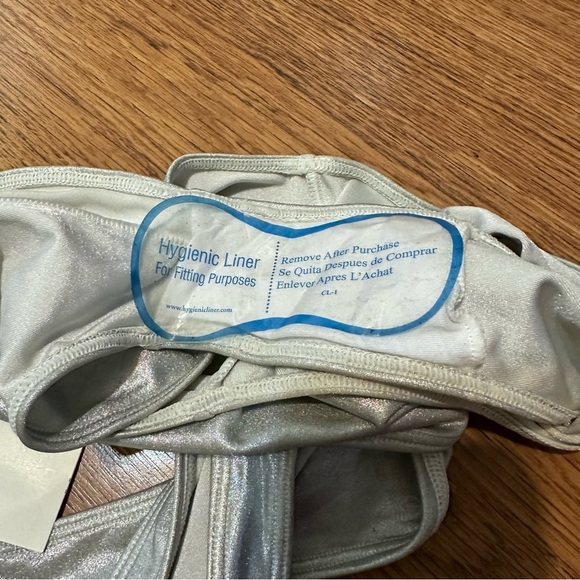 Hygienic Liner
For Fitting Purposes
www.hygienicliner.com
Remove After Purchase
Se Quita Despues de Comprar
Enlever Apres L'Achat
CL-1